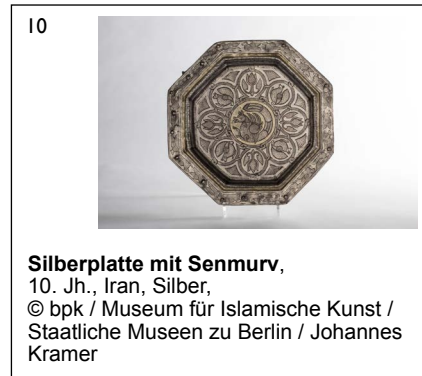 10
Silberplatte mit Senmurv,
10. Jh., Iran, Silber,
© bpk / Museum für Islamische Kunst /
Staatliche Museen zu Berlin / Johannes
Kramer